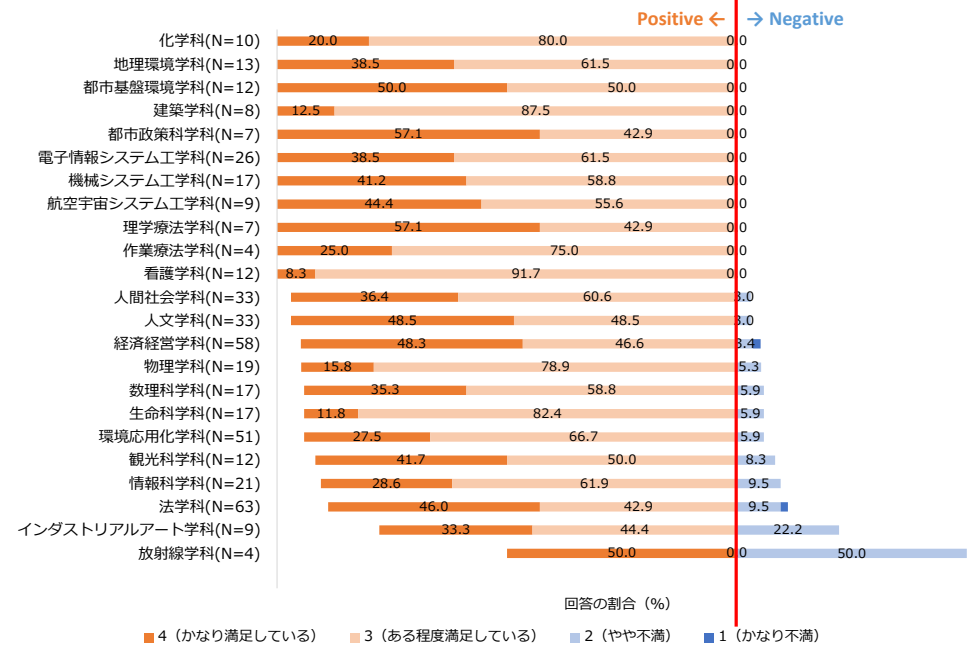 Positive ← → Negative
化学科(N=10) 20.0 80.0 0.0
地理環境学科(N=13) 38.5 61.5 0.0
都市基盤環境学科(N=12) 50.0 50.0 0.0
建築学科(N=8) 12.5 87.5 0.0
都市政策科学科(N=7) 57.1 42.9 0.0
電子情報システム工学科(N=26) 38.5 61.5 0.0
機械システム工学科(N=17) 41.2 58.8 0.0
航空宇宙システム工学科(N=9) 44.4 55.6 0.0
理学療法学科(N=7) 57.1 42.9 0.0
作業療法学科(N=4) 25.0 75.0 0.0
看護学科(N=12) 8.3 91.7 0.0
人間社会学科(N=33) 36.4 60.6 3.0
人文学科(N=33) 48.5 48.5 3.0
経済経営学科(N=58) 48.3 46.6 3.4
物理学科(N=19) 15.8 78.9 5.3
数理科学科(N=17) 35.3 58.8 5.9
生命科学科(N=17) 11.8 82.4 5.9
環境応用化学科(N=51) 27.5 66.7 5.9
観光科学科(N=12) 41.7 50.0 8.3
情報科学科(N=21) 28.6 61.9 9.5
法学科(N=63) 46.0 42.9 9.5
インダストリアルアート学科(N=9) 33.3 44.4 22.2
放射線学科(N=4) 50.0 0.0 50.0
回答の割合（%）
4（かなり満足している） 3（ある程度満足している） 2（やや不満） 1（かなり不満）